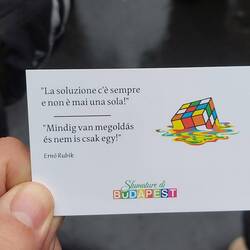 "La soluzione c'è sempre
e non è mai una sola!"
"Mindig van megoldás
és nem is csak egy!"
Ernő Rubik
Sfumature di
BUDAPEST